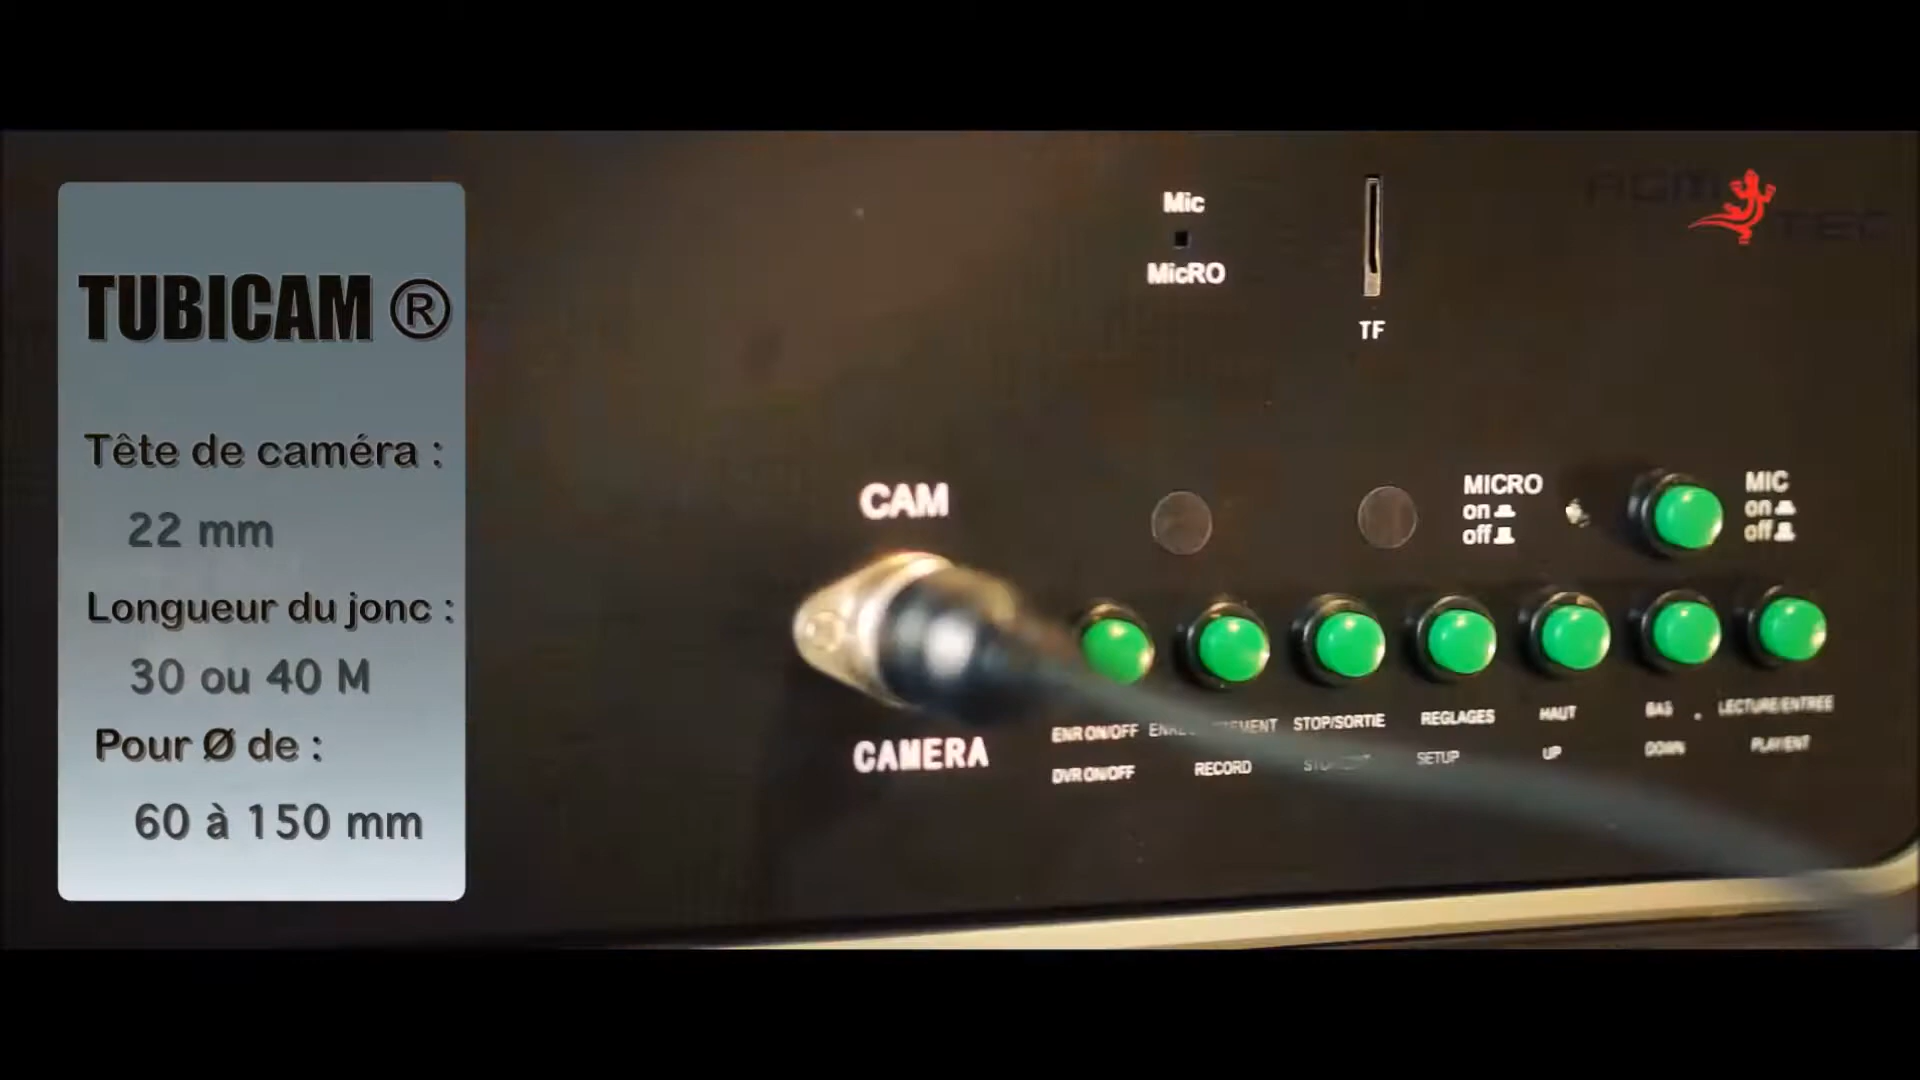 TUBICAM ®
Tête de caméra :
22 mm
Longueur du jonc :
30 ou 40 M
Pour Ø de :
60 à 150 mm
Mic
MicRO
TF
AGM TEC
CAM
CAMERA
MICRO
on
off
MIC
on
off
ENR ON/OFF
STOP/SORTIE
REGLAGES
HAUT
BAS
LECTURE/ENTREE
DVR ON/OFF
RECORD
SETUP
UP
DOWN
PLAY/ENT